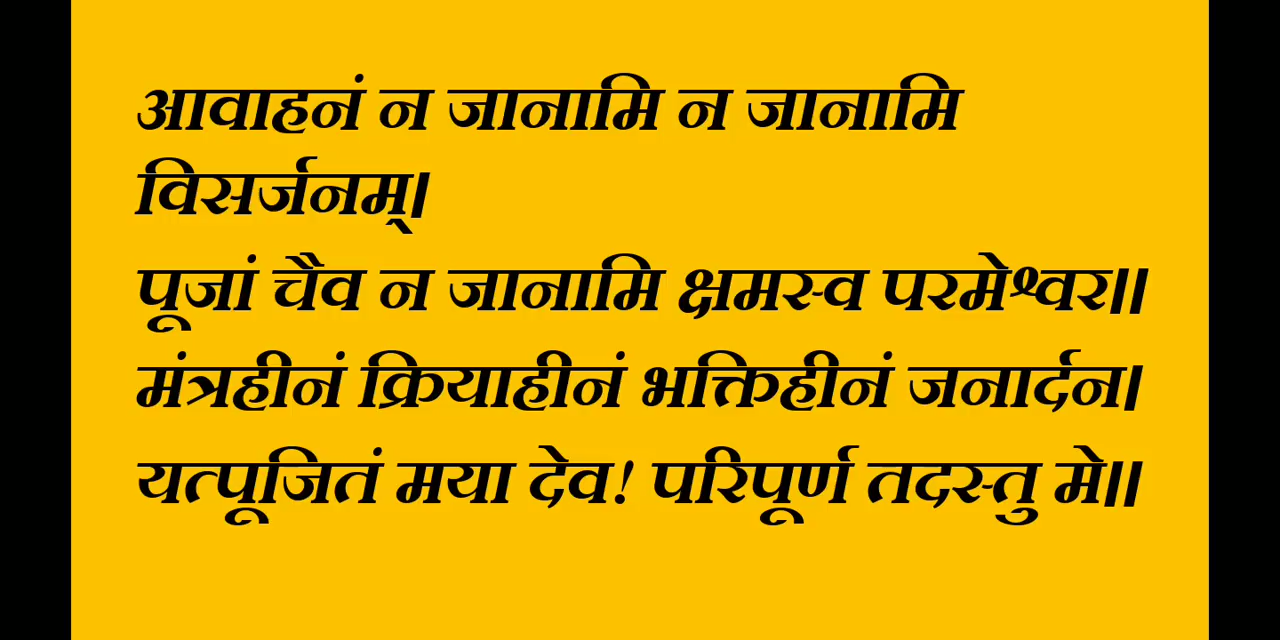 आवाहनं न जानामि न जानामि
विसर्जनम्।
पूजां चैव न जानामि क्षमस्व परमेश्वर॥
मंत्रहीनं क्रियाहीनं भक्तिहीनं जनार्दन।
यत्पूजितं मया देव! परिपूर्ण तदस्तु मे॥